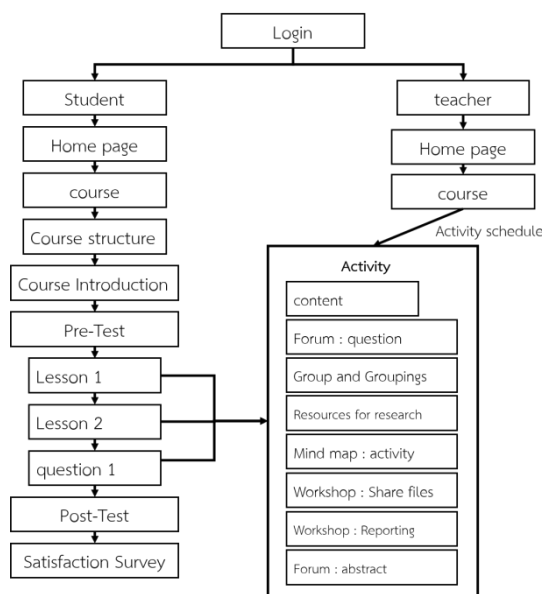 Login
Student
Home page
course
Course structure
Course Introduction
Pre-Test
Lesson 1
Lesson 2
question 1
Post-Test
Satisfaction Survey
teacher
Home page
course
Activity schedule
Activity
content
Forum : question
Group and Groupings
Resources for research
Mind map : activity
Workshop : Share files
Workshop : Reporting
Forum : abstract